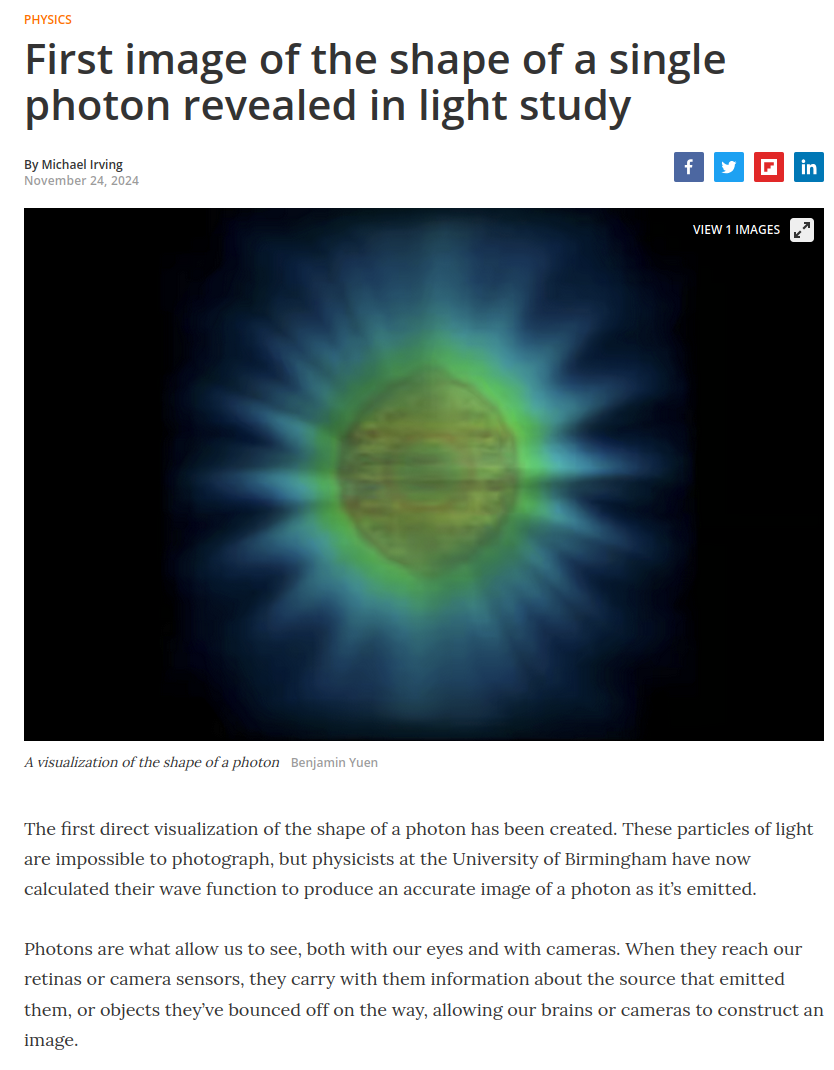 PHYSICS
First image of the shape of a single
photon revealed in light study
By Michael Irving
November 24, 2024
f
in
VIEW 1 IMAGES
A visualization of the shape of a photon Benjamin Yuen
The first direct visualization of the shape of a photon has been created. These particles of light
are impossible to photograph, but physicists at the University of Birmingham have now
calculated their wave function to produce an accurate image of a photon as it’s emitted.
Photons are what allow us to see, both with our eyes and with cameras. When they reach our
retinas or camera sensors, they carry with them information about the source that emitted
them, or objects they’ve bounced off on the way, allowing our brains or cameras to construct an
image.